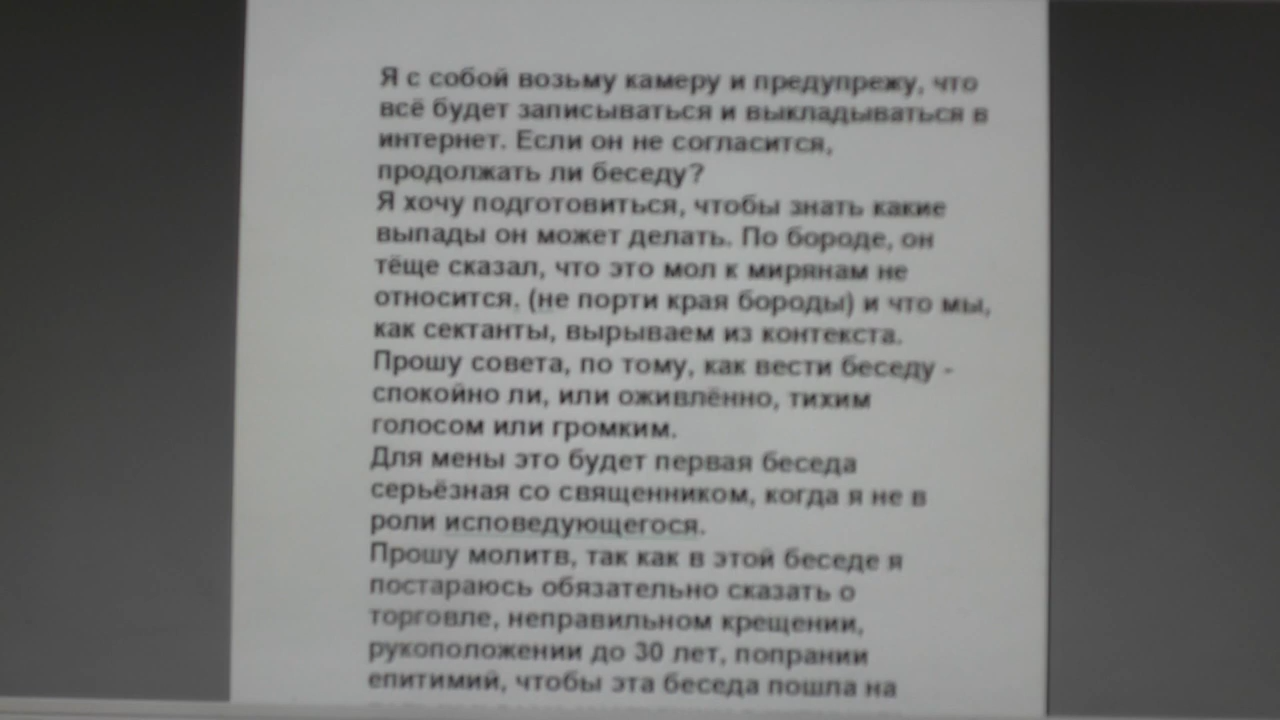 Я с собой возьму камеру и предупрежу, что
всё будет записываться и выкладываться в
интернет. Если он не согласится,
продолжать ли беседу?
Я хочу подготовиться, чтобы знать какие
выпады он может делать. По бороде, он
тёще сказал, что это мол к мирянам не
относится. (не порти края бороды) и что мы,
как сектанты, вырываем из контекста.
Прошу совета, по тому, как вести беседу -
спокойно ли, или оживлённо, тихим
голосом или громким.
Для мены это будет первая беседа
серьёзная со священником, когда я не в
роли исповедующегося.
Прошу молитв, так как в этой беседе я
постараюсь обязательно сказать о
торговле, неправильном крещении,
рукоположении до 30 лет, попрании
епитимий, чтобы эта беседа пошла на